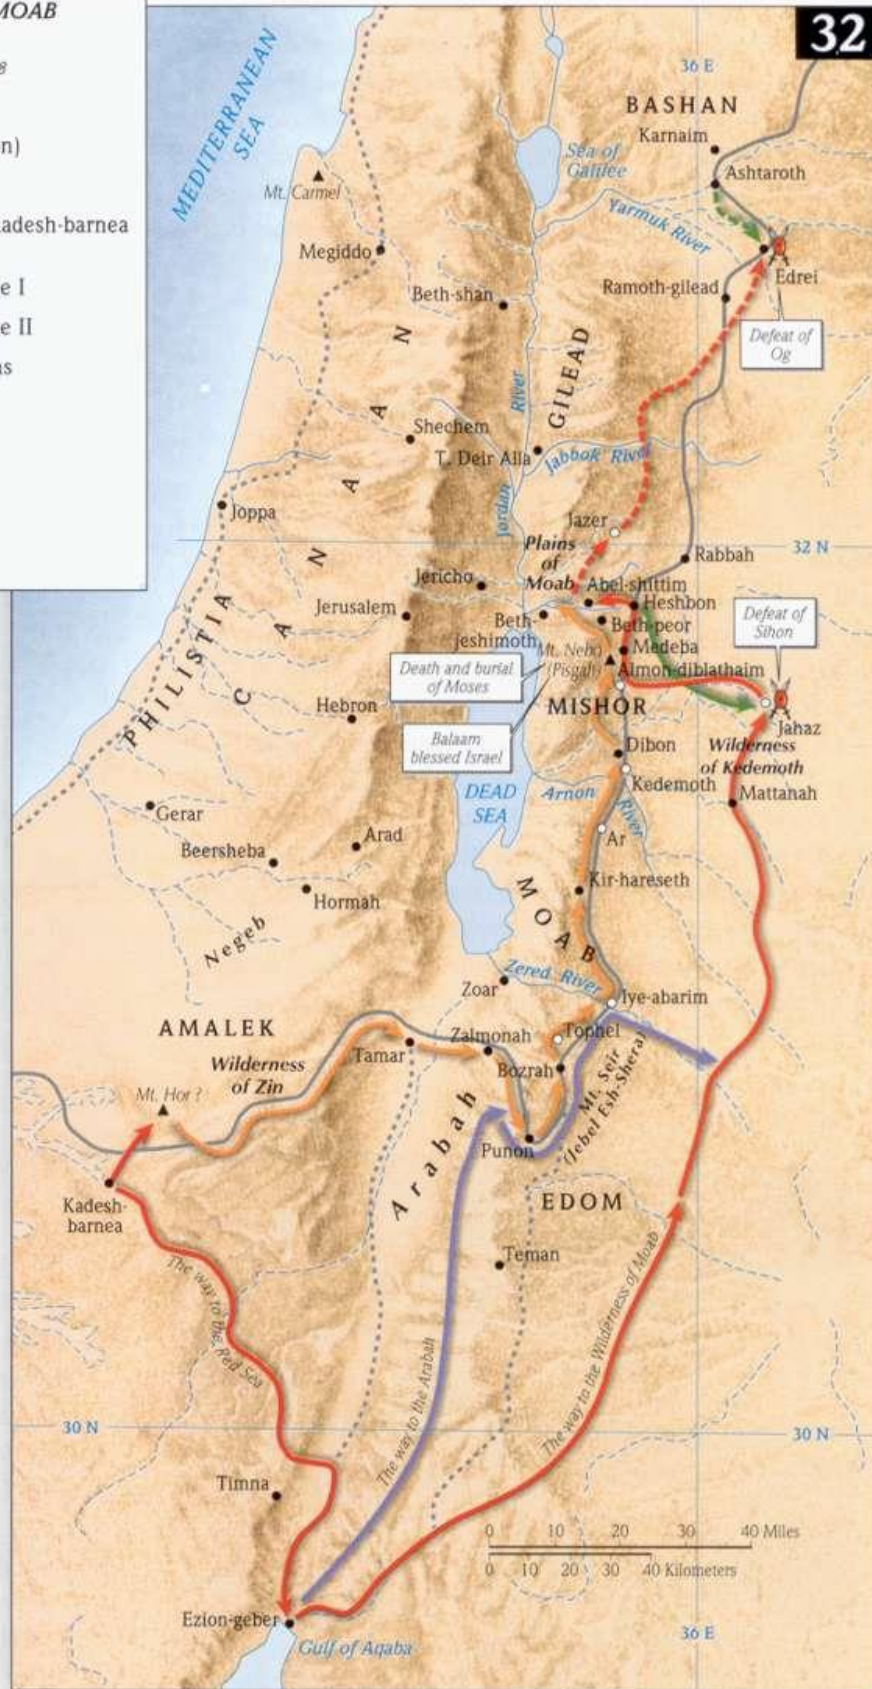 MOAB
8
n)
adesh-barnea
e I
e II
ns
32
36 E
MEDITERRANEAN
SEA
BASHAN
Karnaim
Ashtaroth
Sea of
Galilee
Mt. Carmel
Yarmuk River
Megiddo
Edrei
Ramoth-gilead
Beth-shan
Defeat of
Og
GILEAD
CANAAN
Jordan River
Shechem
T. Deir Alla
Jabbok River
Joppa
Jazer
32 N
Plains
of
Moab
Rabbah
Jericho
Abel-shittim
Heshbon
Jerusalem
Beth-
jeshimoth
Beth-peor
Defeat of
Sihon
PHILISTIA
Medeba
Mt. Nebo
(Pisgah)
Almon-diblathaim
Death and burial
of Moses
Hebron
MISHOR
Jahaz
Balaam
blessed Israel
Dibon
Wilderness
of Kedemoth
Kedemoth
DEAD
SEA
Arnon River
Mattanah
Gerar
Ar
Arad
Beersheba
Kir-hareseth
Hormah
MOAB
Negeb
Zered River
Zoar
Iye-abarim
AMALEK
Tophel
Zalmonah
Tamar
Wilderness
of Zin
Bozrah
Mt. Seir
(Jebel Esh-Shera)
Mt. Hor ?
Arabah
Punon
Kadesh-
barnea
EDOM
Teman
The way to the Red Sea
The way to the Arabah
The way to the Wilderness of Moab
30 N
30 N
Timna
0 10 20 30 40 Miles
0 10 20 30 40 Kilometers
Ezion-geber
Gulf of Aqaba
36 E